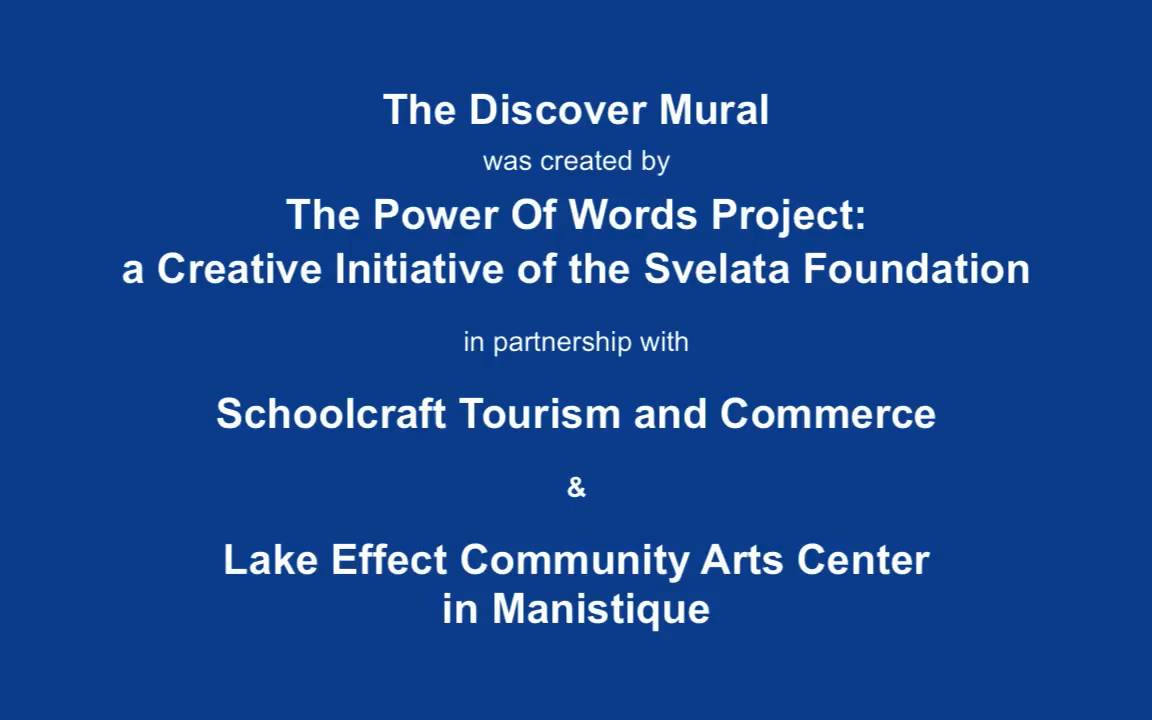 The Discover Mural
was created by
The Power Of Words Project:
a Creative Initiative of the Svelata Foundation
in partnership with
Schoolcraft Tourism and Commerce
&
Lake Effect Community Arts Center
in Manistique